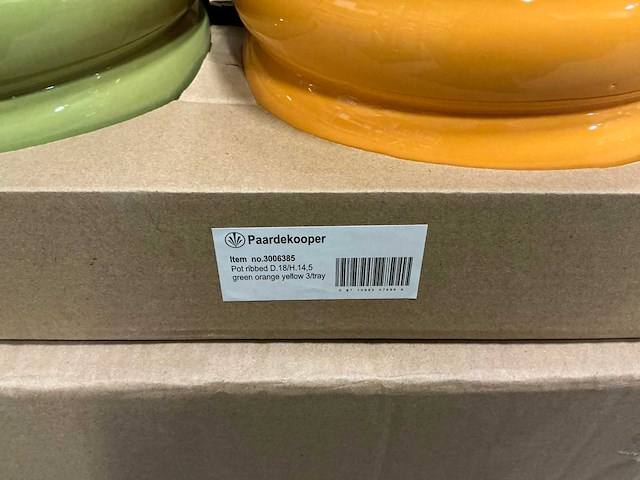 Paardekooper
Item no.3006385
Pot ribbed D.18/H.14,5
green orange yellow 3/tray